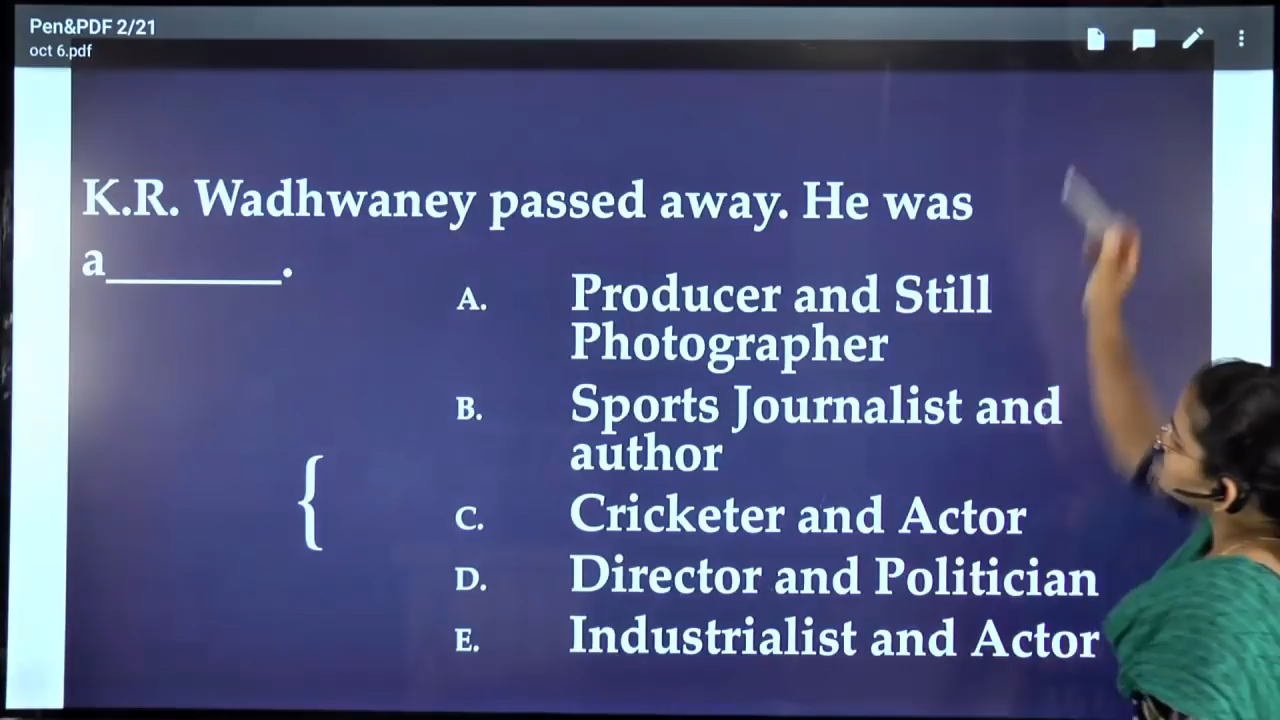 Pen&PDF 2/21
oct 6.pdf
K.R. Wadhwaney passed away. He was
a_______.
A. Producer and Still
Photographer
B. Sports Journalist and
author
{
C. Cricketer and Actor
D. Director and Politician
E. Industrialist and Actor